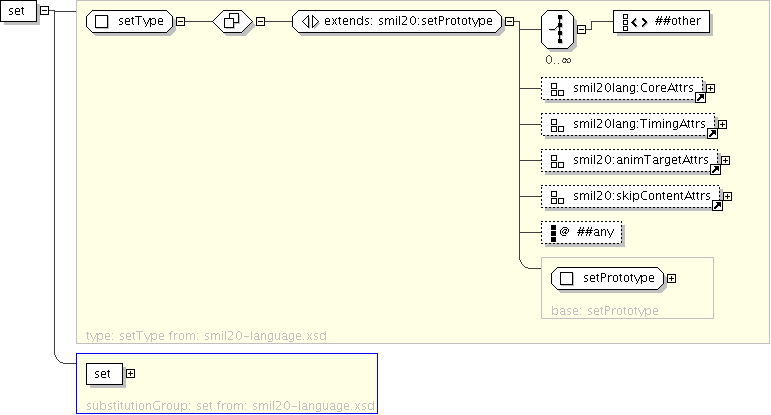 set
setType
extends: smil20:setPrototype
##other
0..∞
smil20lang:CoreAttrs
smil20lang:TimingAttrs
smil20:animTargetAttrs
smil20:skipContentAttrs
@ ##any
setPrototype
base: setPrototype
type: setType from: smil20-language.xsd
set
substitutionGroup: set from: smil20-language.xsd